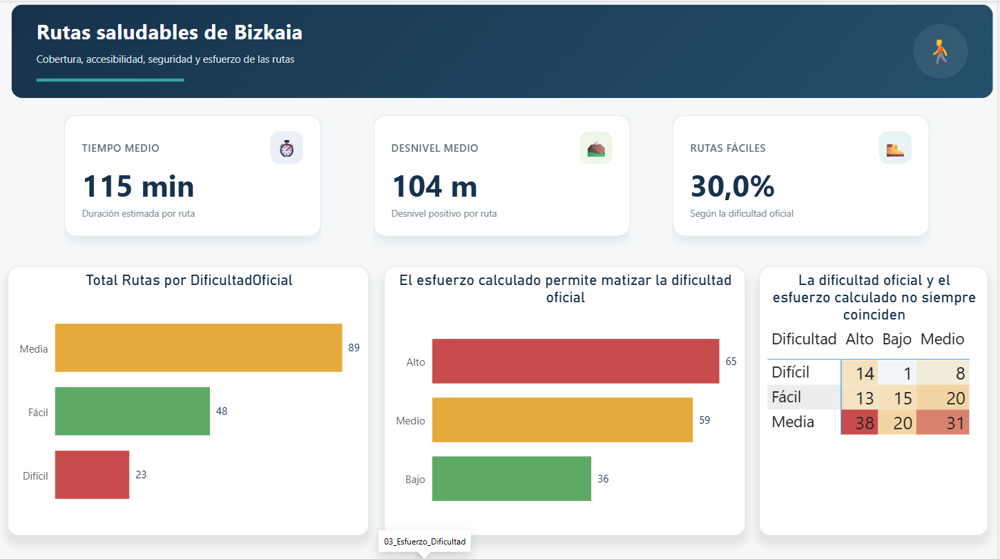 Rutas saludables de Bizkaia
Cobertura, accesibilidad, seguridad y esfuerzo de las rutas
TIEMPO MEDIO
115 min
Duración estimada por ruta
DESNIVEL MEDIO
104 m
Desnivel positivo por ruta
RUTAS FÁCILES
30,0%
Según la dificultad oficial
Total Rutas por DificultadOficial
Media 89
Fácil 48
Difícil 23
El esfuerzo calculado permite matizar la dificultad
oficial
Alto 65
Medio 59
Bajo 36
La dificultad oficial y el
esfuerzo calculado no siempre
coinciden
Dificultad Alto Bajo Medio
Difícil 14 1 8
Fácil 13 15 20
Media 38 20 31
03_Esfuerzo_Dificultad